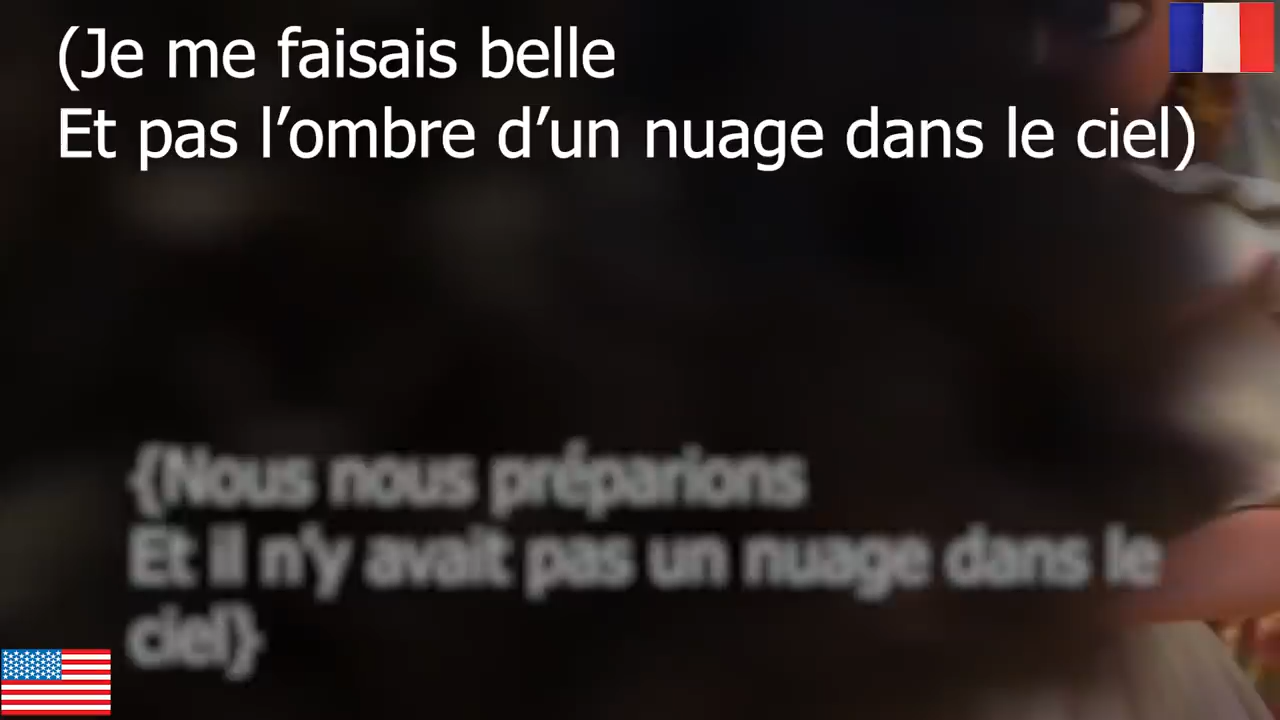 (Je me faisais belle
Et pas l’ombre d’un nuage dans le ciel)
{Nous nous préparions
Et il n'y avait pas un nuage dans le
ciel}